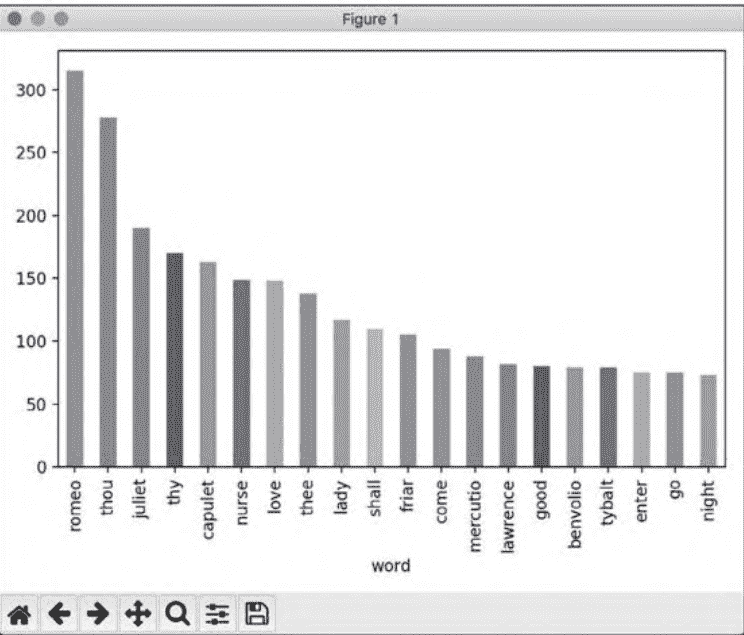 Figure 1
300
250
200
150
100
50
0
romeo thou juliet thy capulet nurse love thee lady shall friar come mercutio lawrence good benvolio tybalt enter go night
word